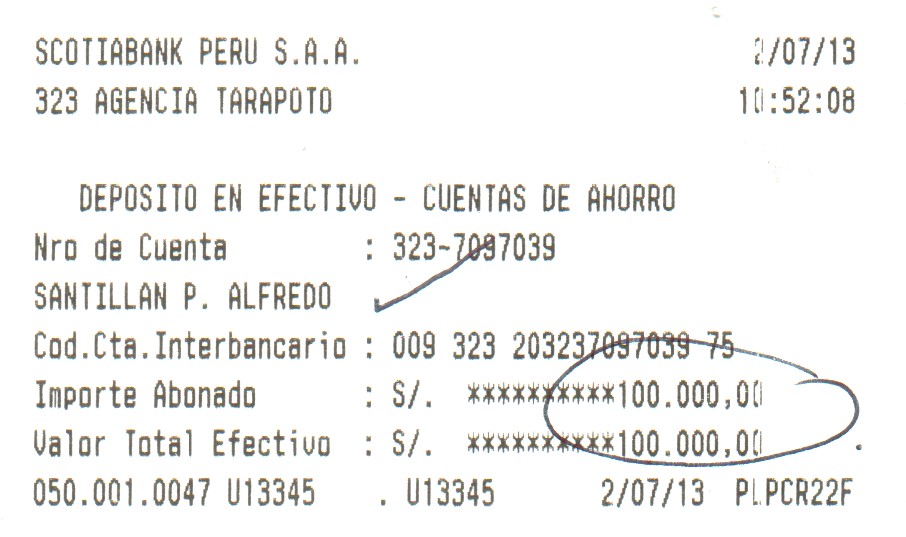 SCOTIABANK PERU S.A.A. 2/07/13
323 AGENCIA TARAPOTO 10:52:08
DEPOSITO EN EFECTIVO - CUENTAS DE AHORRO
Nro de Cuenta : 323-7097039
SANTILLAN P. ALFREDO
Cod.Cta.Interbancario : 009 323 203237097039 75
Importe Abonado : S/. **********100.000,00
Valor Total Efectivo : S/. **********100.000,00
050.001.0047 U13345 . U13345 2/07/13 PLPCR22F